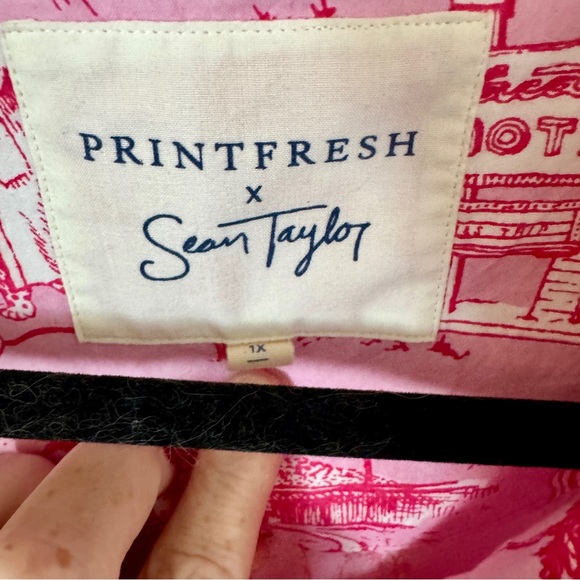 PRINTFRESH
x
Sean Taylor
1X